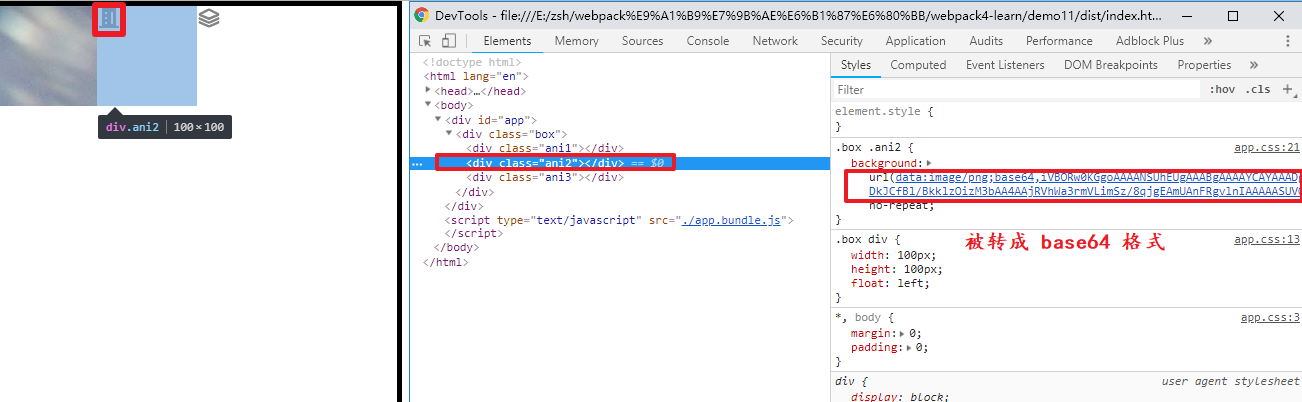 DevTools - file:///E:/zsh/webpack%E9%A1%B9%E7%9B%AE%E6%B1%87%E6%80%BB/webpack4-learn/demo11/dist/index.ht...
Elements Memory Sources Console Network Security Application Audits Performance Adblock Plus »
<!doctype html>
<html lang="en">
<head>…</head>
<body>
<div id="app">
<div class="box">
<div class="ani1"></div>
<div class="ani2"></div> == $0
<div class="ani3"></div>
</div>
</div>
<script type="text/javascript" src="./app.bundle.js">
</script>
</body>
</html>
div.ani2 100×100
Styles Computed Event Listeners DOM Breakpoints Properties »
Filter :hov .cls +
element.style {
}
.box .ani2 { app.css:21
background:
url(data:image/png;base64,iVBORw0KGgoAAAANSUhEUgAAABgAAAAYCAYAAADg
DkJCfBl/BkklzOizM3bAA4AAjRVhWa3rmVLimSz/8qjgEAmUAnFRgvlnIAAAAASUVO
no-repeat;
}
.box div { app.css:13
width: 100px;
height: 100px;
float: left;
}
被转成 base64 格式
*, body { app.css:3
margin: 0;
padding: 0;
}
div { user agent stylesheet
display: block;